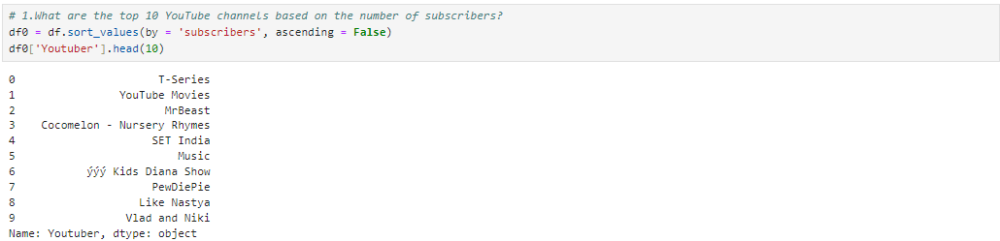 # 1.What are the top 10 YouTube channels based on the number of subscribers?
df0 = df.sort_values(by = 'subscribers', ascending = False)
df0['Youtuber'].head(10)
0 T-Series
1 YouTube Movies
2 MrBeast
3 Cocomelon - Nursery Rhymes
4 SET India
5 Music
6 ýýý Kids Diana Show
7 PewDiePie
8 Like Nastya
9 Vlad and Niki
Name: Youtuber, dtype: object